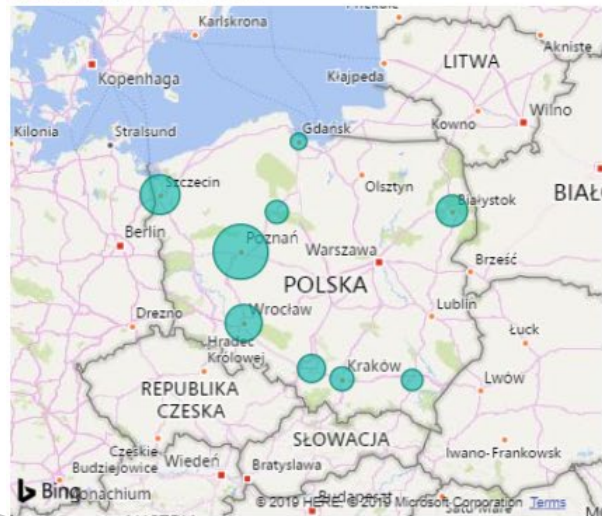 Karlskrona
Kłajpeda
Akniste
LITWA
Kopenhaga
Kowno
Wilno
Kilonia
Stralsund
Gdańsk
Szczecin
Olsztyn
Białystok
BIAŁ
Berlin
Poznań
Warszawa
Brześć
POLSKA
Drezno
Wrocław
Lublin
Łuck
Hradec
Królowej
Kraków
Lwów
REPUBLIKA
CZESKA
SŁOWACJA
Czeskie
Budziejowice
Wiedeń
Bratysława
Iwano-Frankowsk
Bing
© 2019 HERE, © 2019 Microsoft Corporation Terms